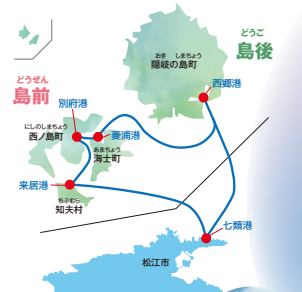 どうご
島後
おき しまちょう
隠岐の島町
西郷港
どうぜん
島前
別府港
にしのしまちょう
西ノ島町
菱浦港
あまちょう
海士町
来居港
ちぶむら
知夫村
七類港
松江市